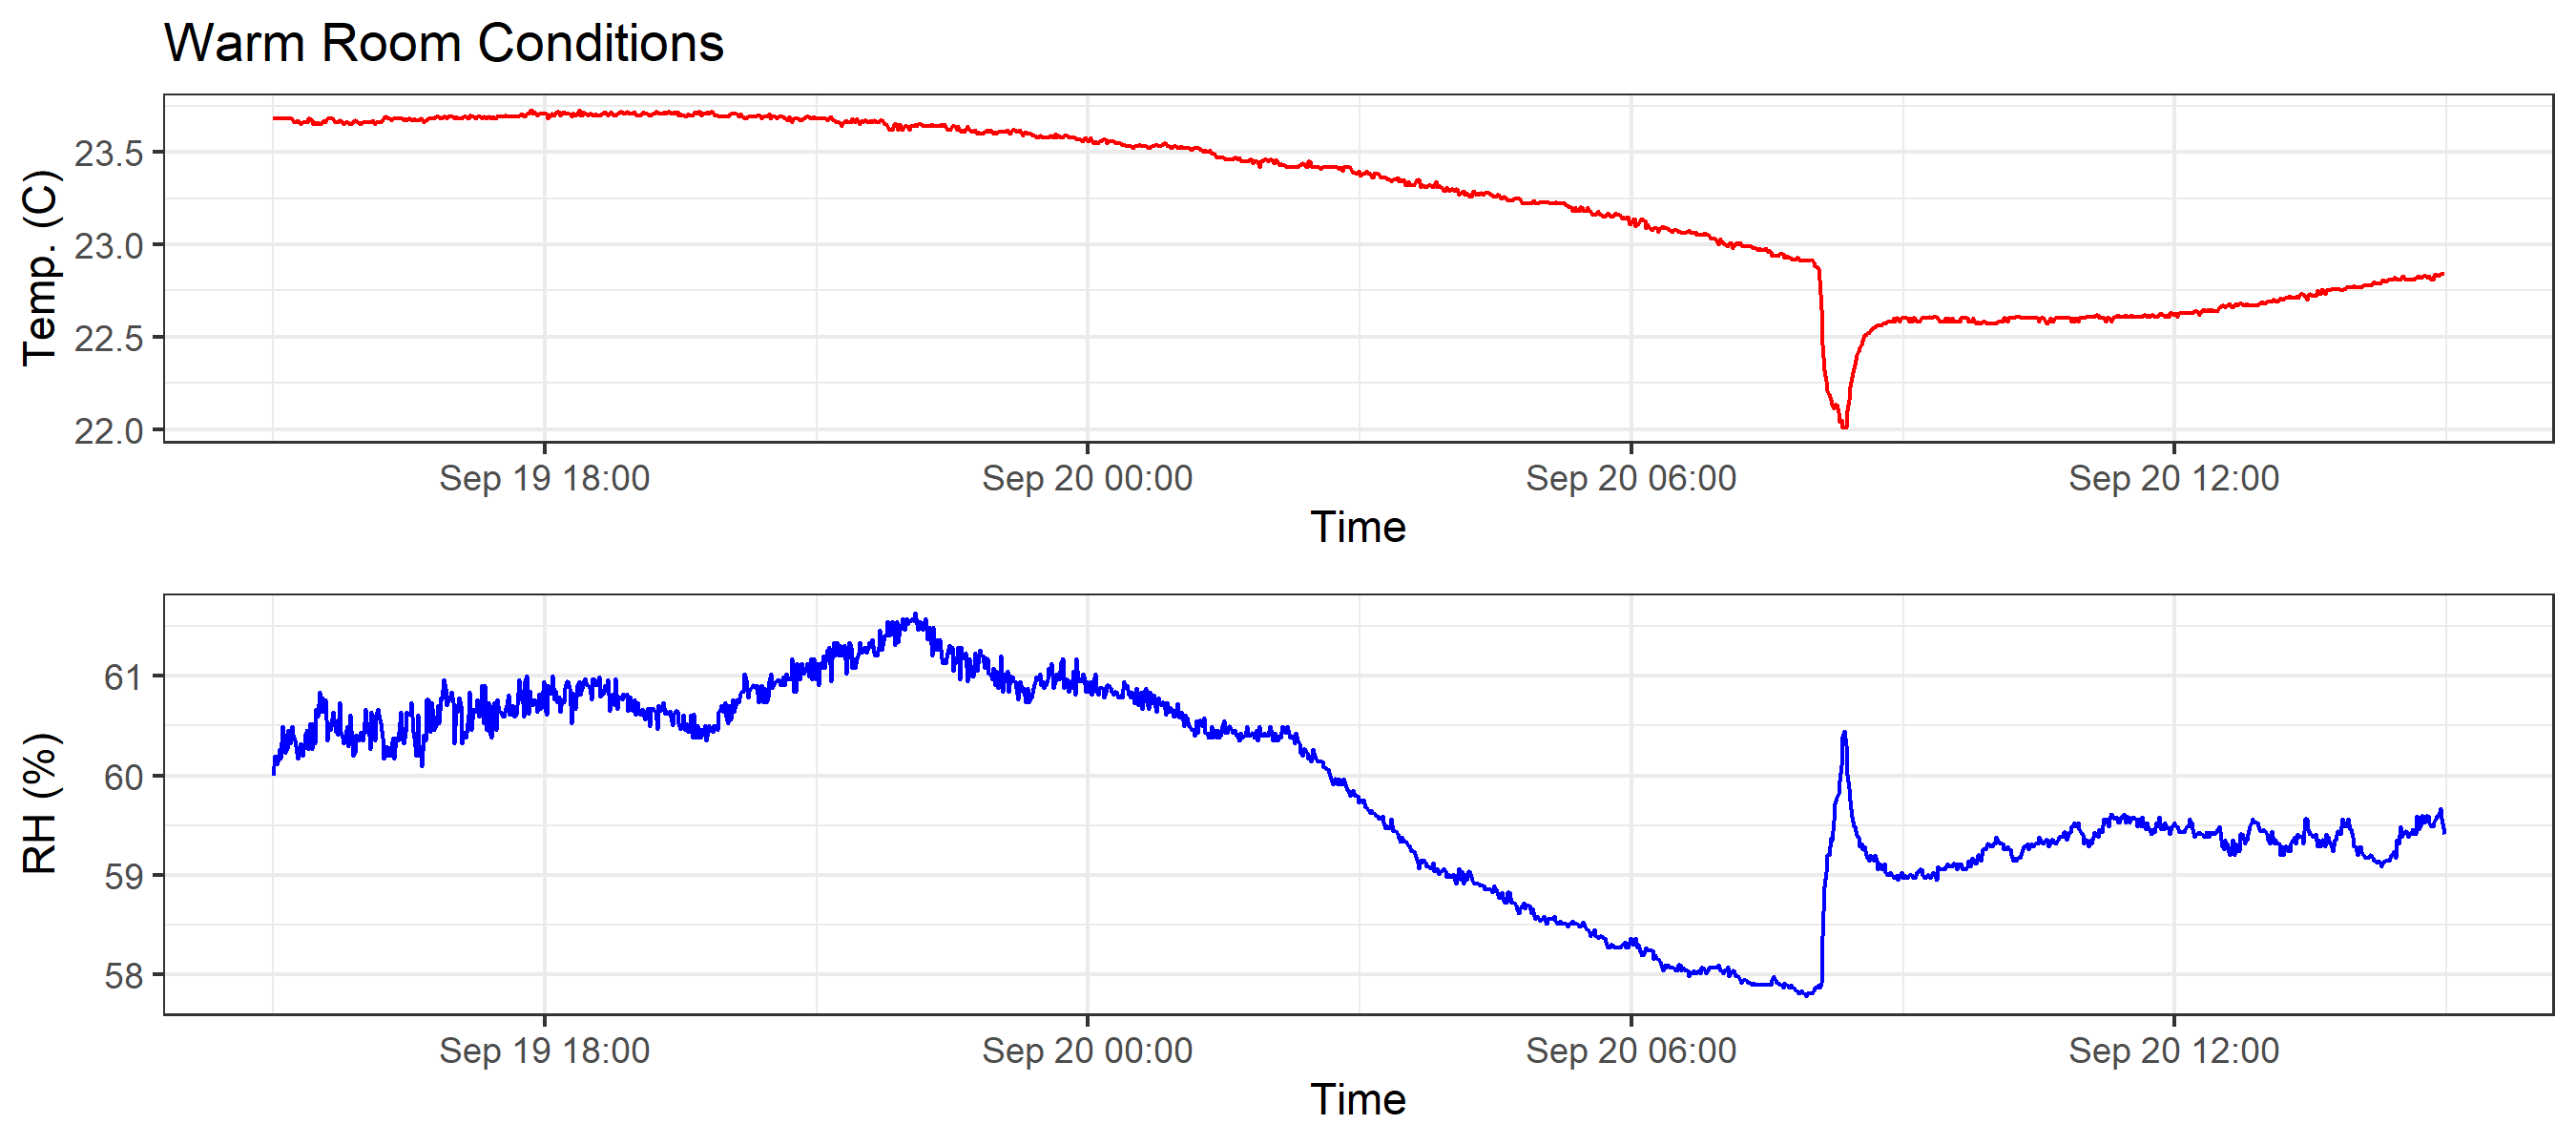 Warm Room Conditions
Temp. (C)
23.5
23.0
22.5
22.0
Sep 19 18:00 Sep 20 00:00 Sep 20 06:00 Sep 20 12:00
Time
RH (%)
61
60
59
58
Sep 19 18:00 Sep 20 00:00 Sep 20 06:00 Sep 20 12:00
Time